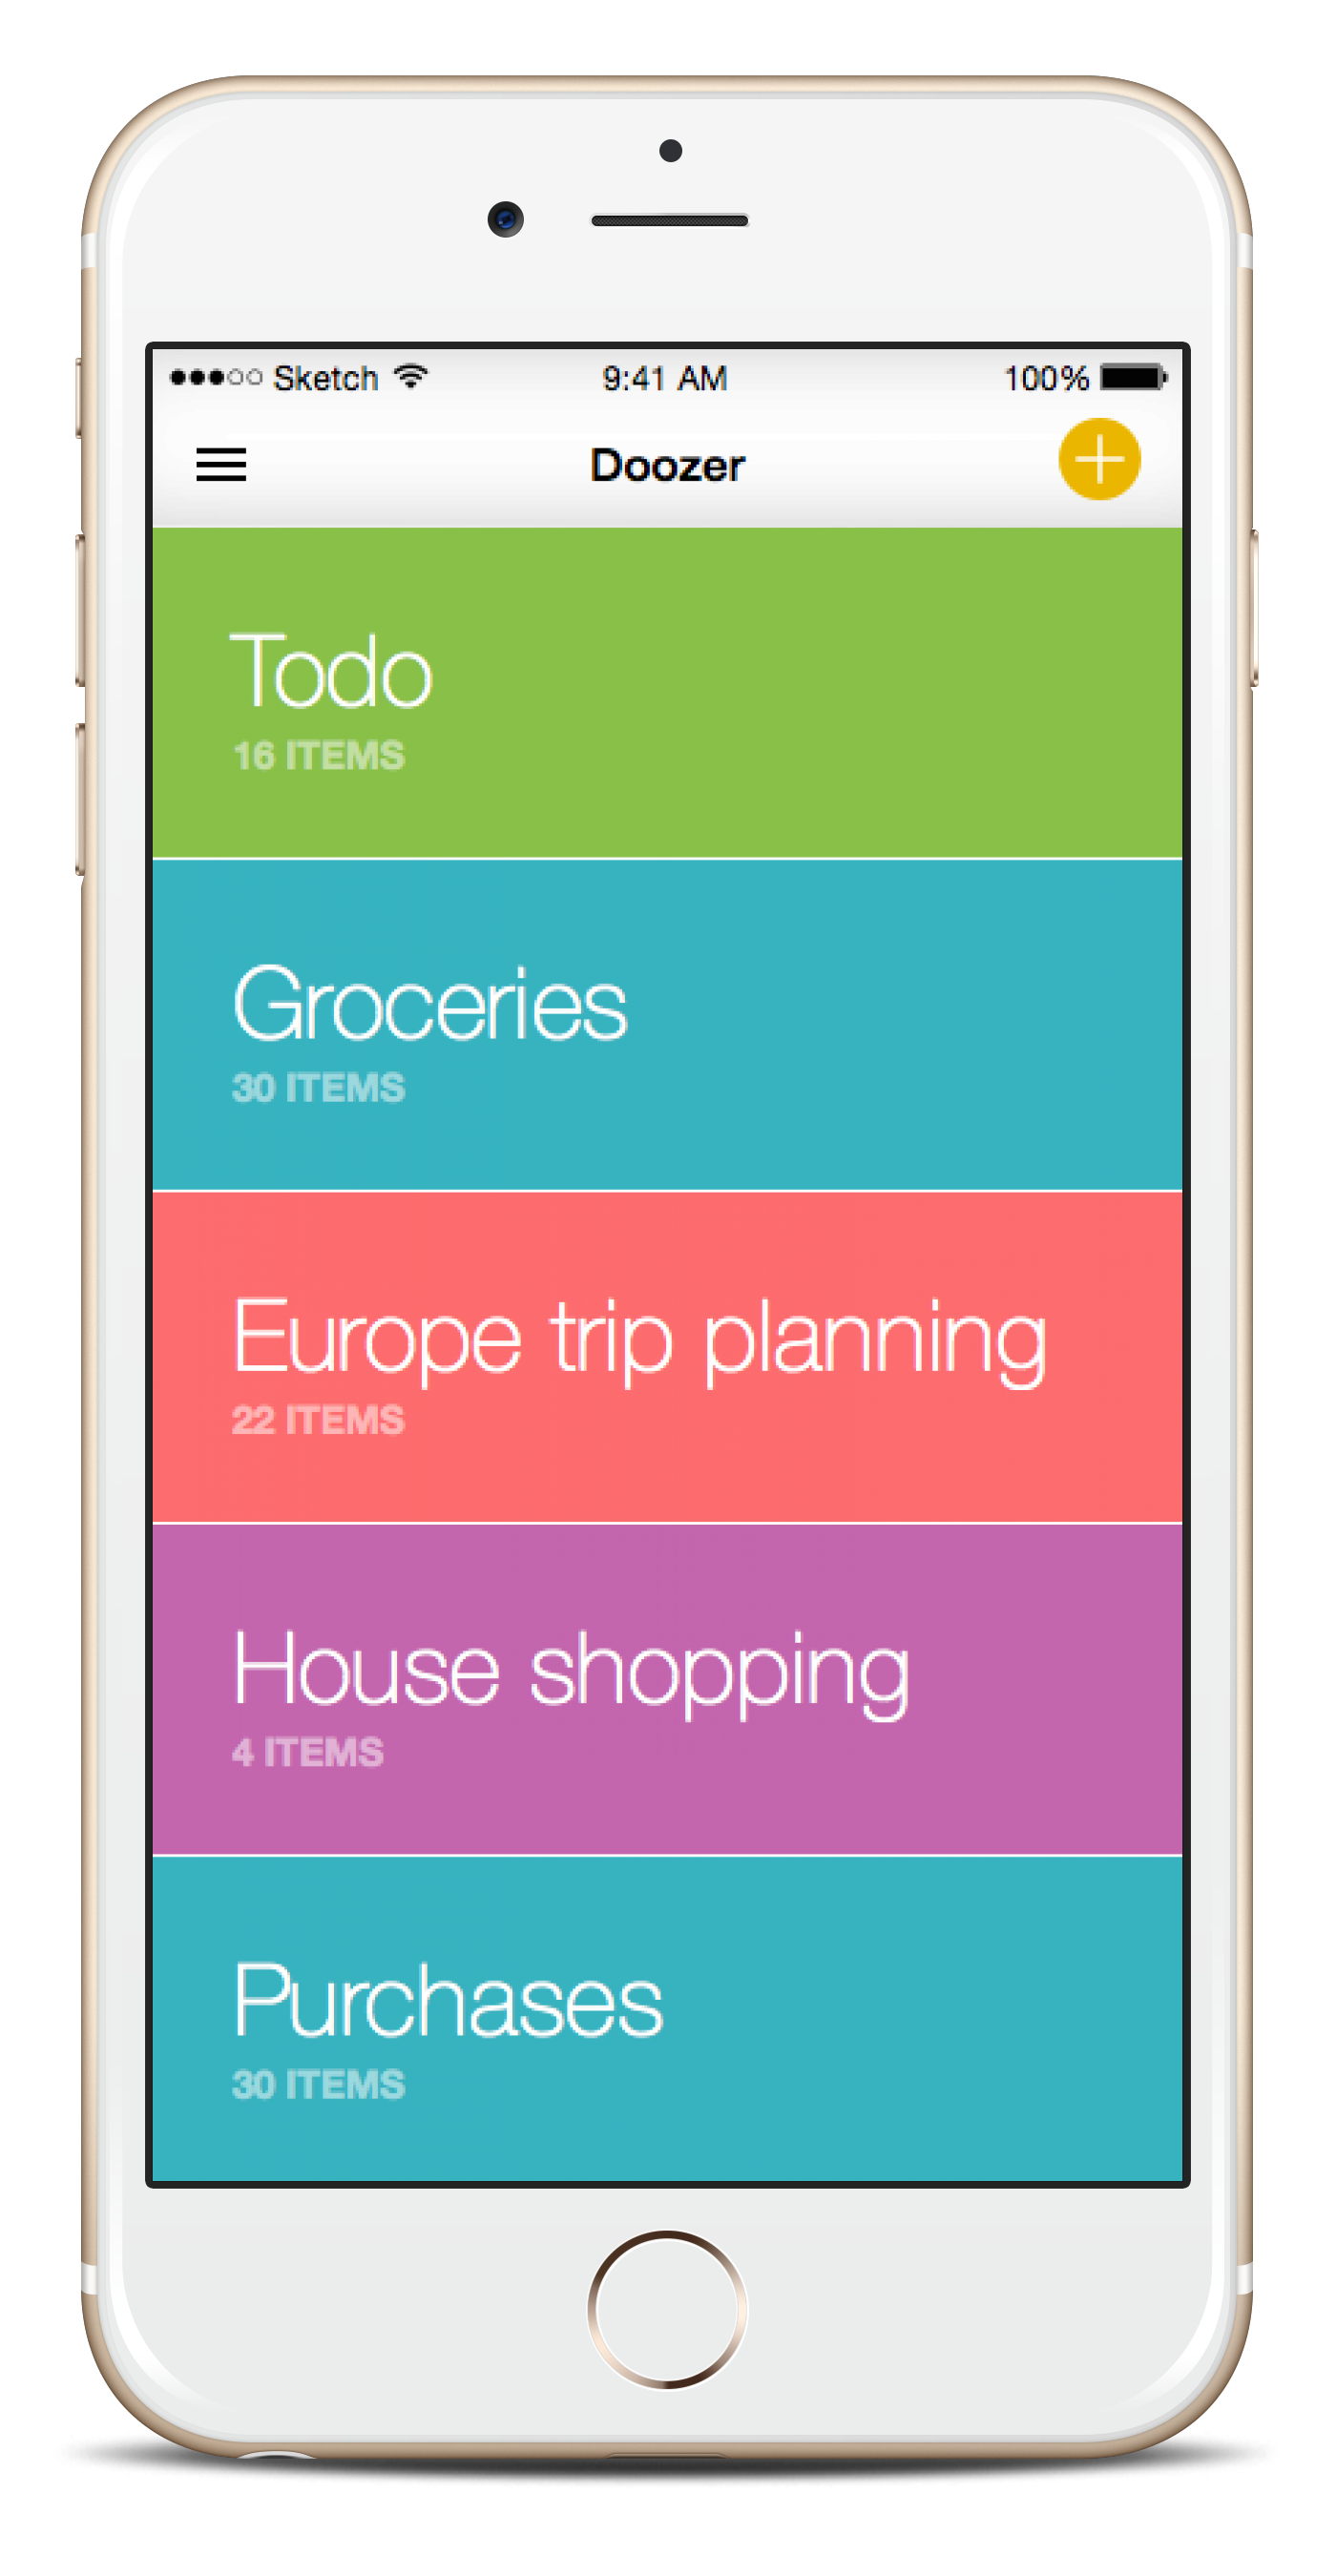 Sketch 9:41 AM 100%
Doozer
Todo
16 ITEMS
Groceries
30 ITEMS
Europe trip planning
22 ITEMS
House shopping
4 ITEMS
Purchases
30 ITEMS